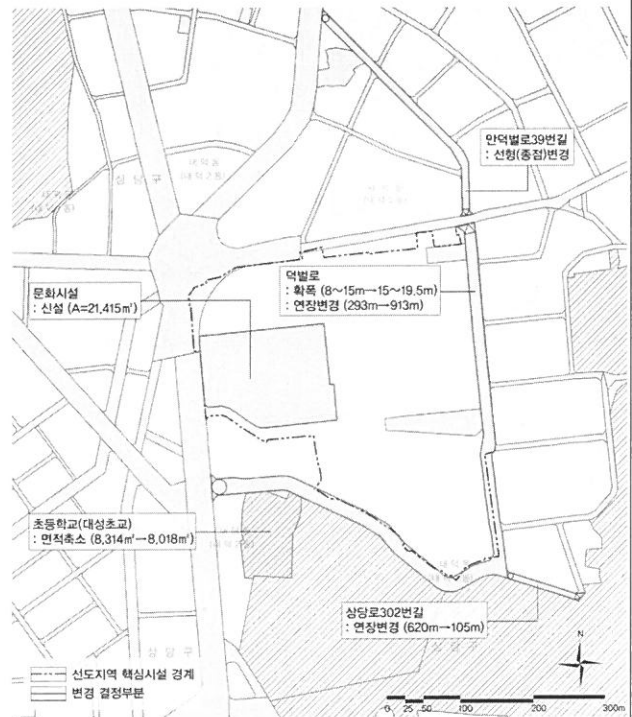 안덕벌로39번길
: 선형(종점)변경
상당구
덕벌로
: 확폭 (8~15m→15~19.5m)
: 연장변경 (293m→913m)
문화시설
: 신설 (A=21,415㎡)
초등학교(대성초교)
: 면적축소 (8,314㎡→8,018㎡)
상당로302번길
: 연장변경 (620m→105m)
상당구
상당구
선도지역 핵심시설 경계
변경 결정부분
N
0 25 50 100 200 300m